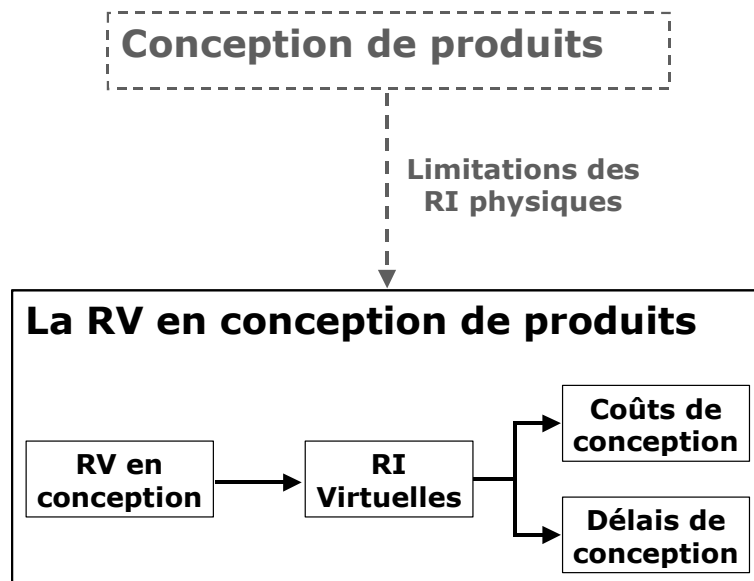 Conception de produits
Limitations des
RI physiques
La RV en conception de produits
RV en
conception
RI
Virtuelles
Coûts de
conception
Délais de
conception